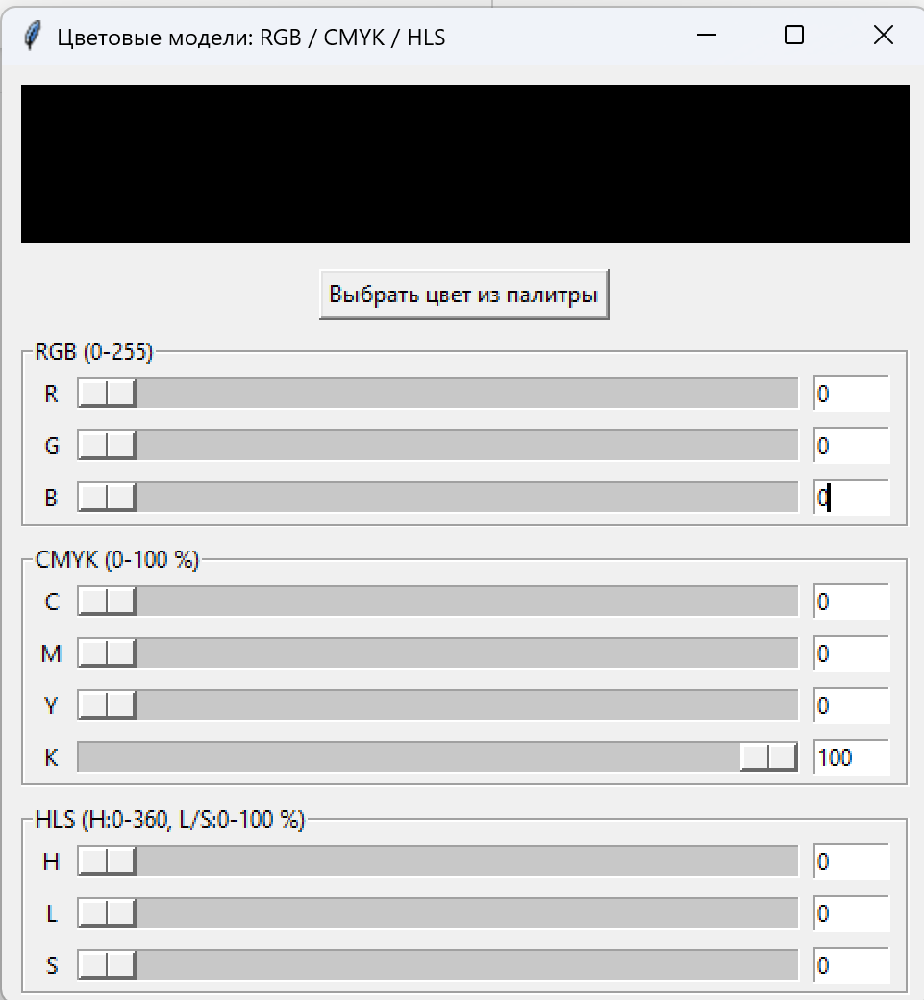 Цветовые модели: RGB / CMYK / HLS
Выбрать цвет из палитры
RGB (0-255)
R 0
G 0
B 0
CMYK (0-100 %)
C 0
M 0
Y 0
K 100
HLS (H:0-360, L/S:0-100 %)
H 0
L 0
S 0